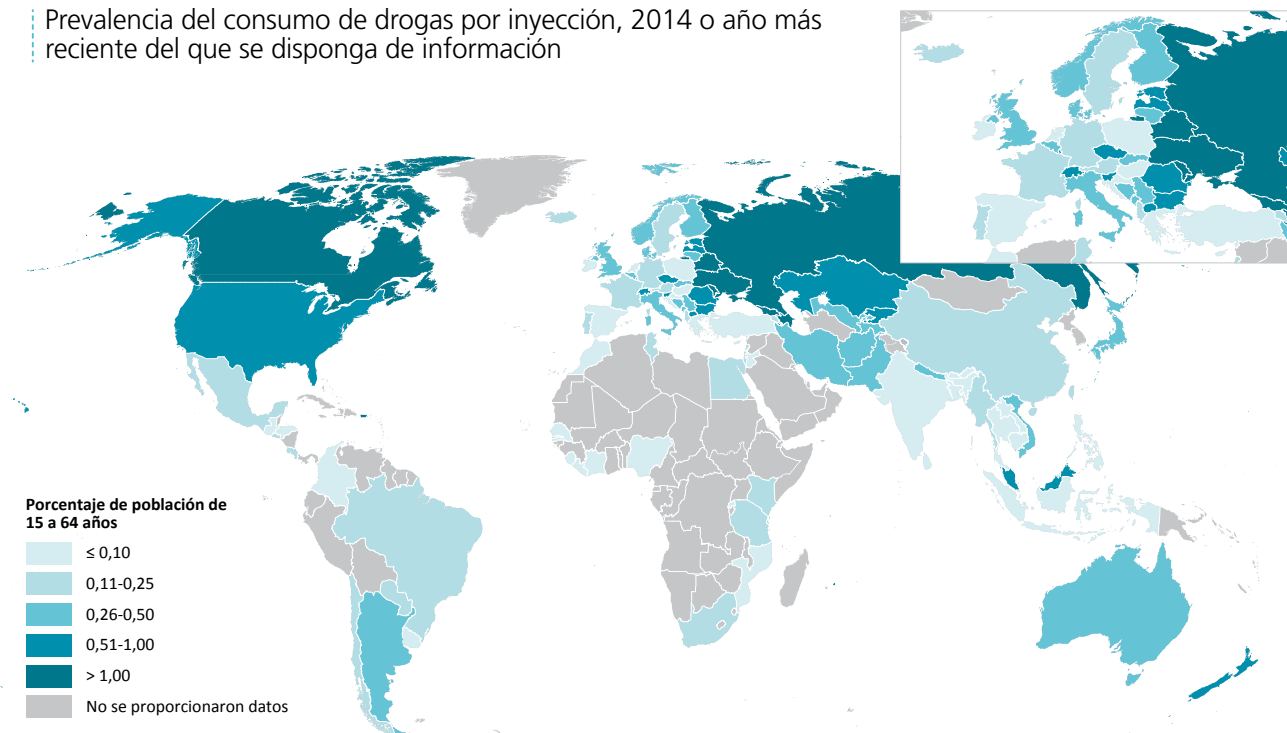 Prevalencia del consumo de drogas por inyección, 2014 o año más
reciente del que se disponga de información
Porcentaje de población de
15 a 64 años
≤ 0,10
0,11-0,25
0,26-0,50
0,51-1,00
> 1,00
No se proporcionaron datos